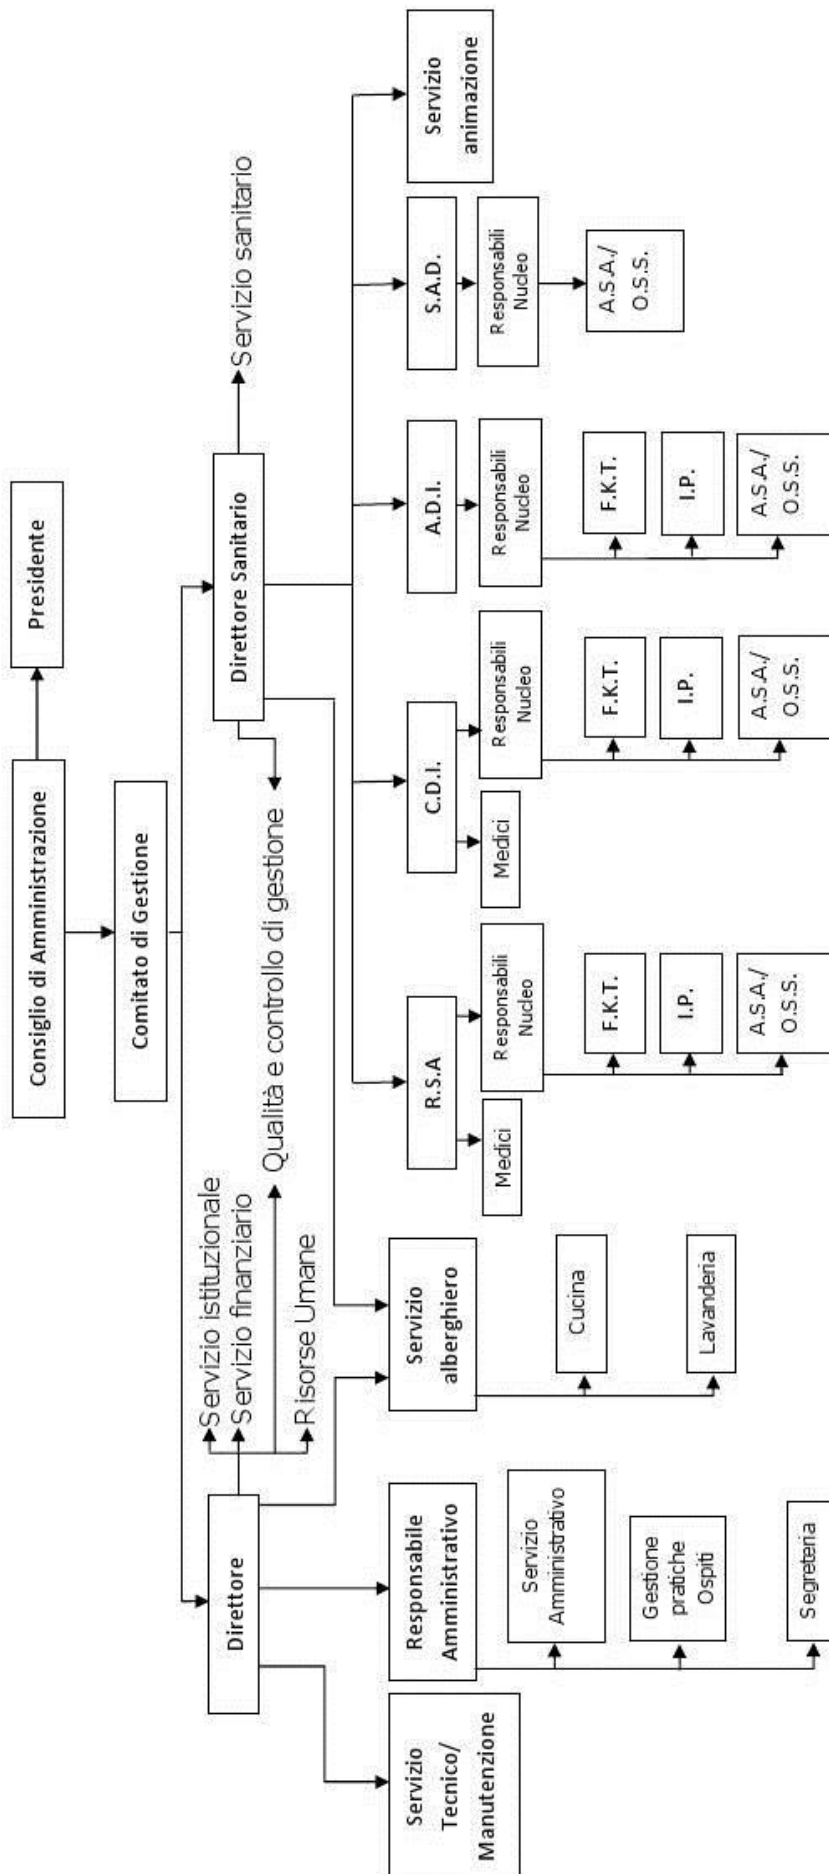 Consiglio di Amministrazione
Presidente
Comitato di Gestione
Direttore
Direttore Sanitario
Servizio istituzionale
Servizio finanziario
Qualità e controllo di gestione
Risorse Umane
Servizio sanitario
Servizio
Tecnico/
Manutenzione
Responsabile
Amministrativo
Servizio
alberghiero
R.S.A
C.D.I.
A.D.I.
S.A.D.
Servizio
animazione
Servizio
Amministrativo
Gestione
pratiche
Ospiti
Segreteria
Cucina
Lavanderia
Medici
Responsabili
Nucleo
F.K.T.
I.P.
A.S.A./
O.S.S.
Medici
Responsabili
Nucleo
F.K.T.
I.P.
A.S.A./
O.S.S.
Responsabili
Nucleo
F.K.T.
I.P.
A.S.A./
O.S.S.
Responsabili
Nucleo
A.S.A./
O.S.S.